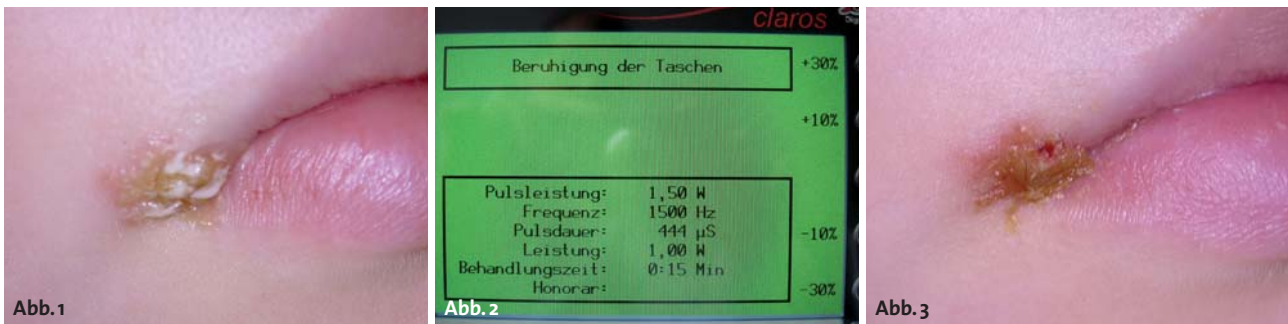 Abb. 1
claros
Beruhigung der Taschen
+30%
+10%
Pulsleistung: 1,50 W
Frequenz: 1500 Hz
Pulsdauer: 444 µS
-10%
Leistung: 1,00 W
Behandlungszeit: 0:15 Min
Honorar:
-30%
Abb. 2
Abb. 3